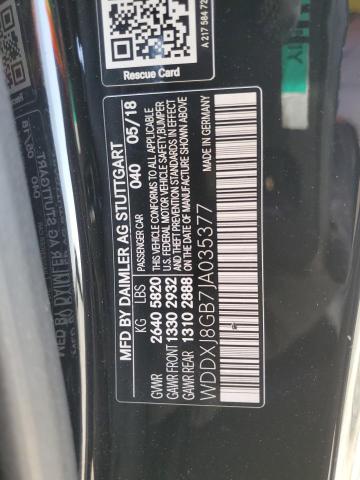 A 217 584 72
Rescue Card
MFD BY DAIMLER AG STUTTGART
PASSENGER CAR 040 05/18
KG LBS
GVWR 2640 5820
GAWR FRONT 1330 2932
GAWR REAR 1310 2888
THIS VEHICLE CONFORMS TO ALL APPLICABLE
U.S. FEDERAL MOTOR VEHICLE SAFETY, BUMPER
AND THEFT PREVENTION STANDARDS IN EFFECT
ON THE DATE OF MANUFACTURE SHOWN ABOVE
MADE IN GERMANY
WDDXJ8GB7JA035377